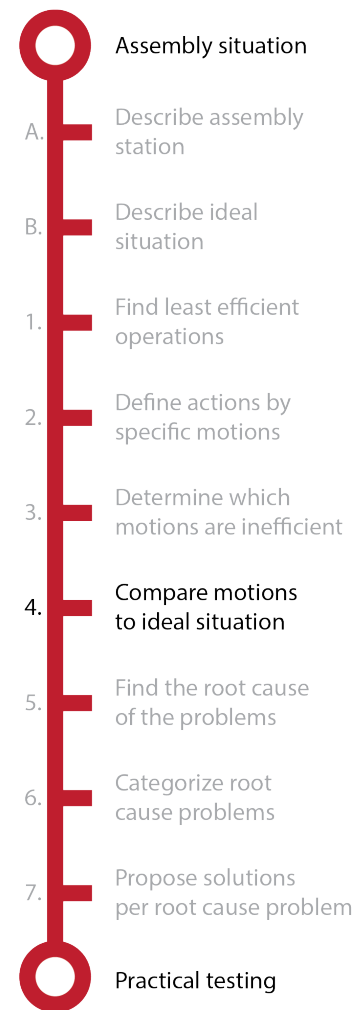 Assembly situation
A. Describe assembly
station
B. Describe ideal
situation
1. Find least efficient
operations
2. Define actions by
specific motions
3. Determine which
motions are inefficient
4. Compare motions
to ideal situation
5. Find the root cause
of the problems
6. Categorize root
cause problems
7. Propose solutions
per root cause problem
Practical testing